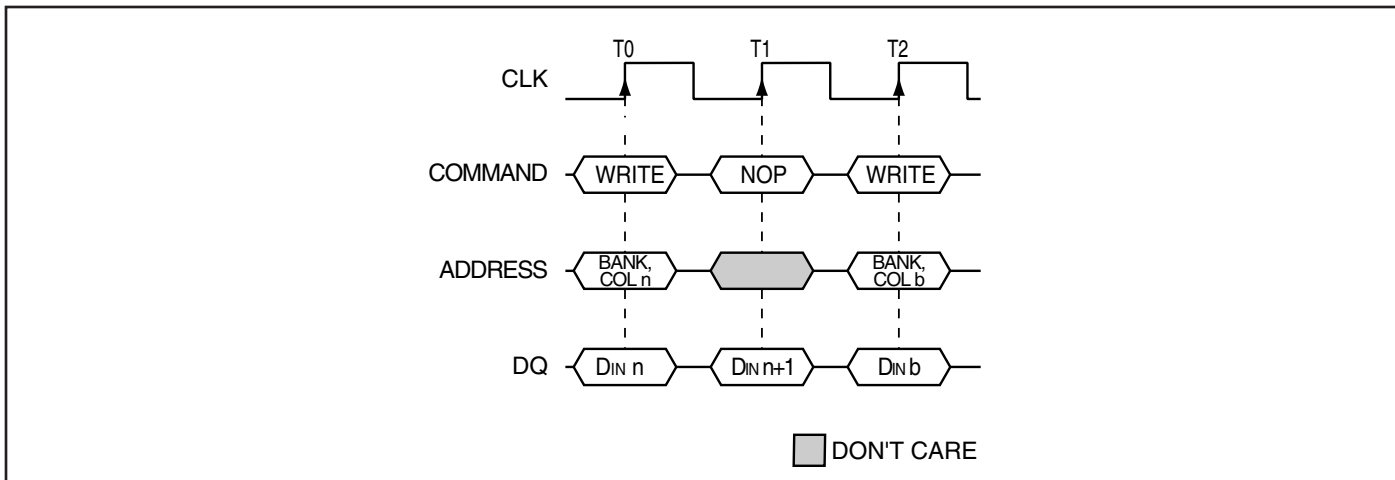 T0 T1 T2
CLK
COMMAND WRITE NOP WRITE
ADDRESS BANK, COL n BANK, COL b
DQ DIN n DIN n+1 DIN b
DON'T CARE